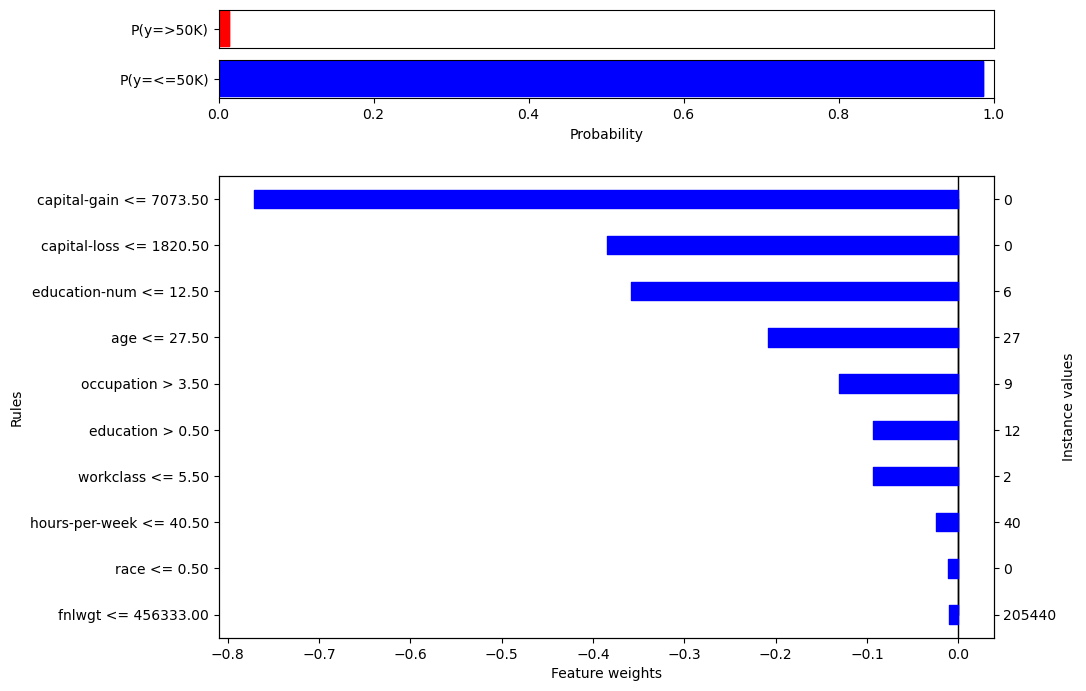 P(y=>50K)
P(y=<=50K)
0.0 0.2 0.4 0.6 0.8 1.0
Probability
Rules
capital-gain <= 7073.50 0
capital-loss <= 1820.50 0
education-num <= 12.50 6
age <= 27.50 27
occupation > 3.50 9
education > 0.50 12
workclass <= 5.50 2
hours-per-week <= 40.50 40
race <= 0.50 0
fnlwgt <= 456333.00 205440
Instance values
−0.8 −0.7 −0.6 −0.5 −0.4 −0.3 −0.2 −0.1 0.0
Feature weights